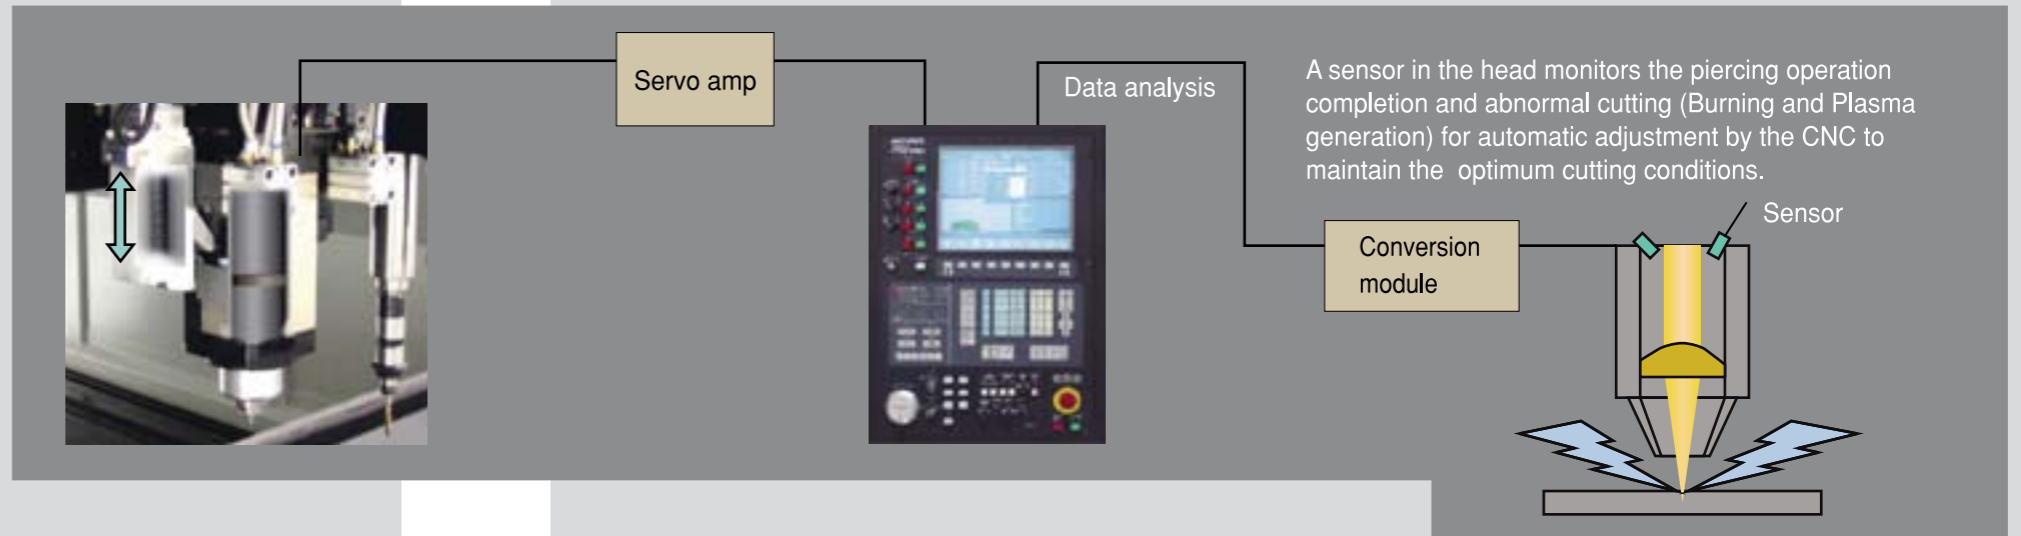 Servo amp
Data analysis
A sensor in the head monitors the piercing operation
completion and abnormal cutting (Burning and Plasma
generation) for automatic adjustment by the CNC to
maintain the  optimum cutting conditions.
Sensor
Conversion
module